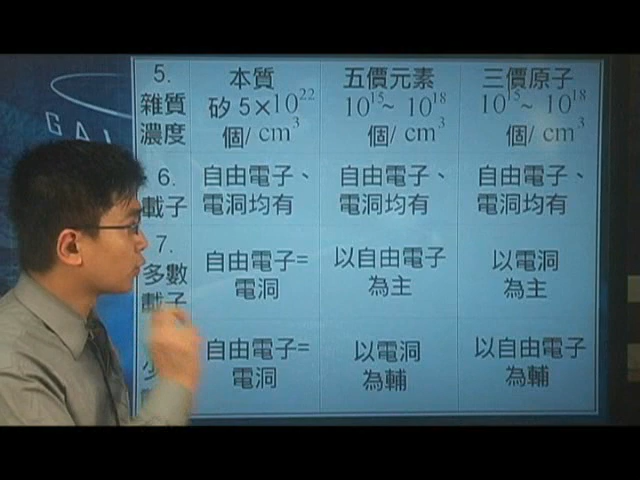 GAL
5.
雜質
濃度
本質
矽 5×10²²
個/ cm³
五價元素
10¹⁵~ 10¹⁸
個/ cm³
三價原子
10¹⁵~ 10¹⁸
個/ cm³
6.
載子
自由電子、
電洞均有
自由電子、
電洞均有
自由電子、
電洞均有
7.
多數
載子
自由電子=
電洞
以自由電子
為主
以電洞
為主
少
自由電子=
電洞
以電洞
為輔
以自由電子
為輔